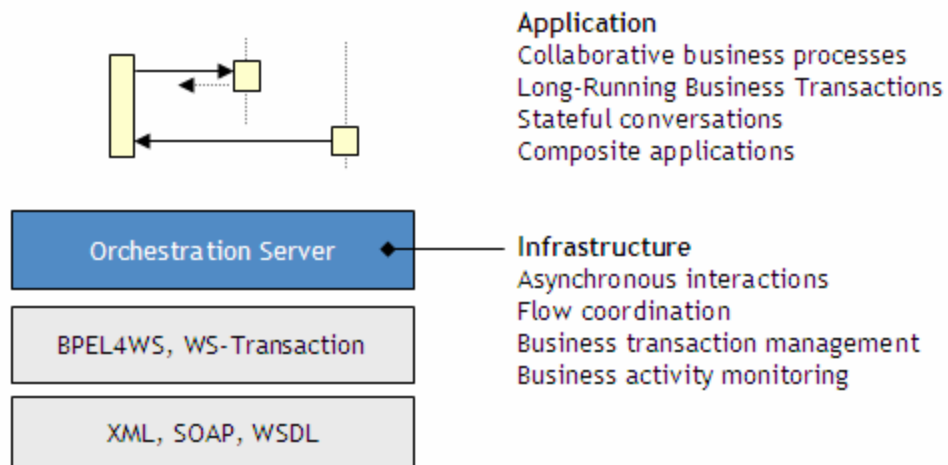 Application
Collaborative business processes
Long-Running Business Transactions
Stateful conversations
Composite applications
Orchestration Server
Infrastructure
Asynchronous interactions
Flow coordination
Business transaction management
Business activity monitoring
BPEL4WS, WS-Transaction
XML, SOAP, WSDL